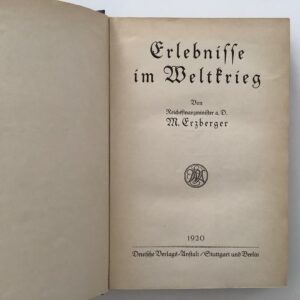 Erlebnisse
im Weltkrieg
Von
Reichsfinanzminister a. D.
M. Erzberger
1920
Deutsche Verlags-Anstalt / Stuttgart und Berlin